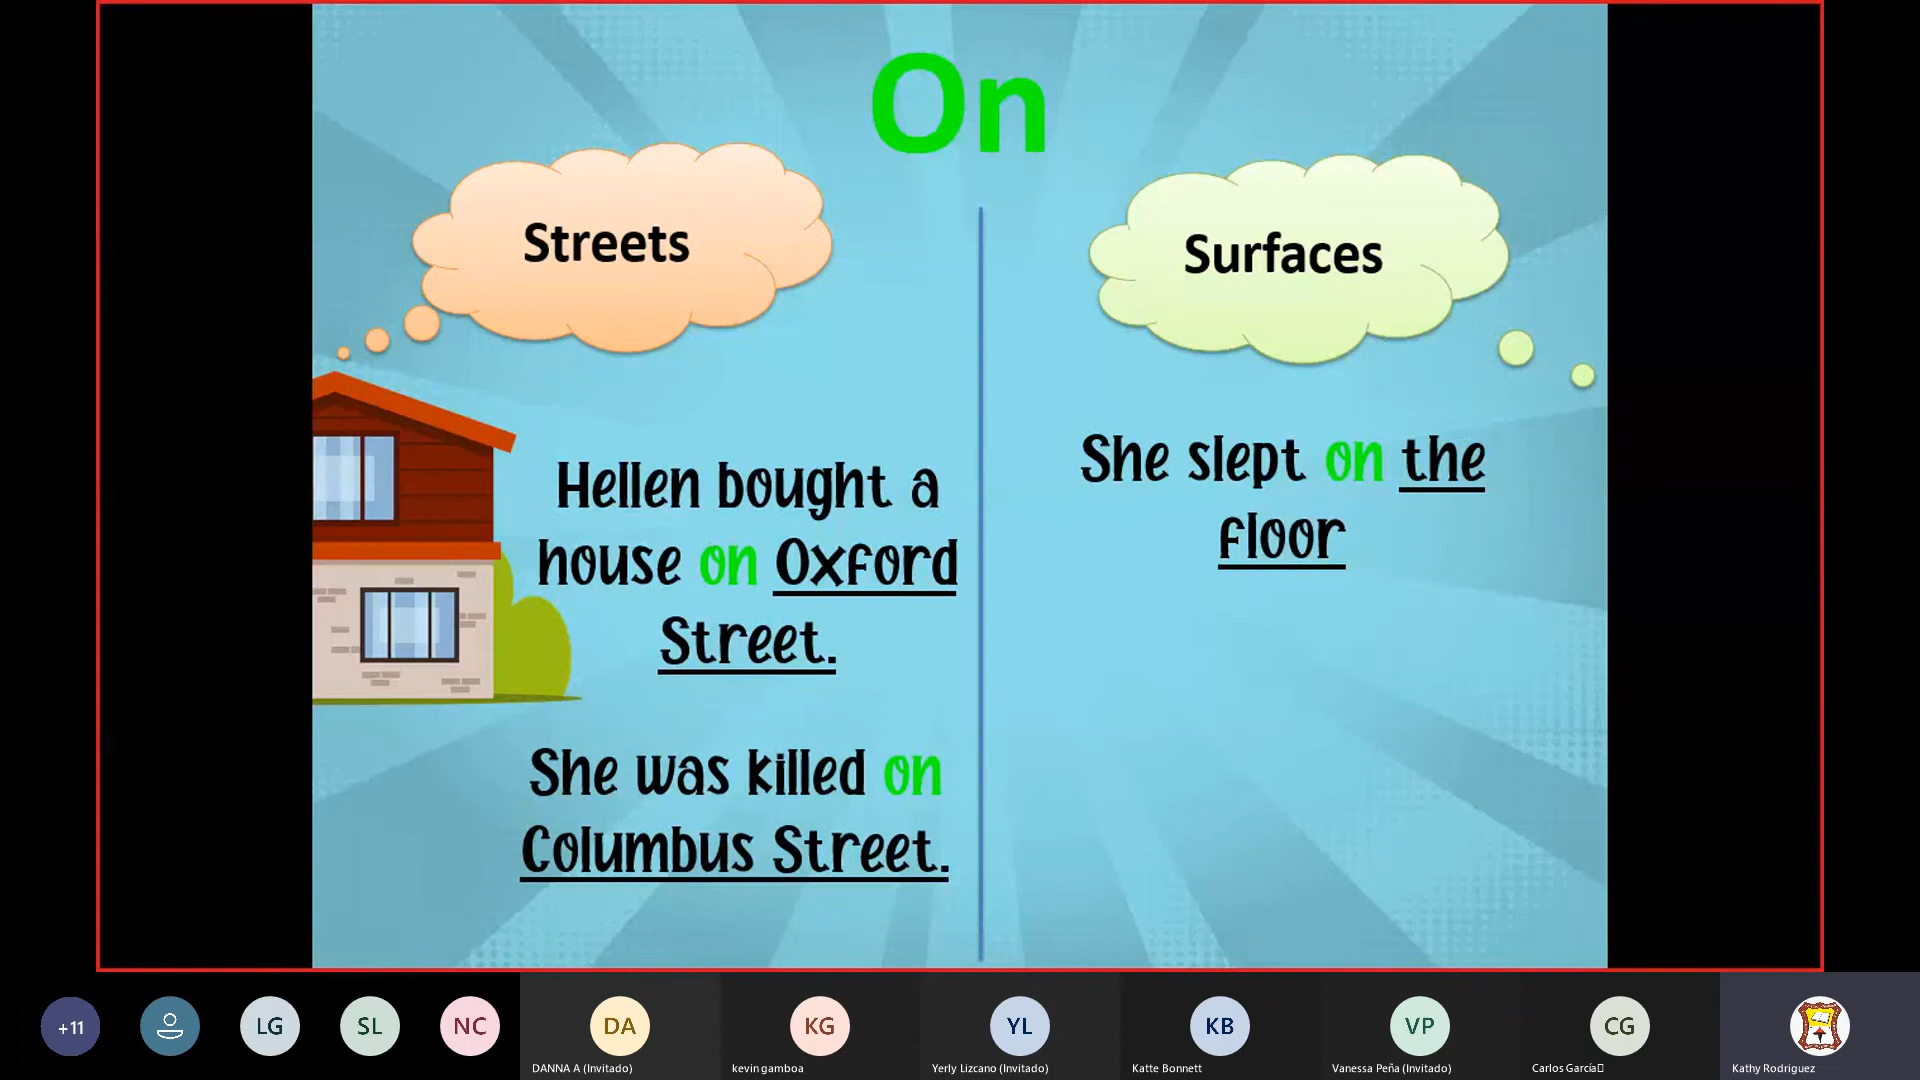 On
Streets
Surfaces
Hellen bought a
house on Oxford
Street.
She was killed on
Columbus Street.
She slept on the
floor
+11
LG
SL
NC
DA
KG
YL
KB
VP
CG
DANNA A (Invitado)
kevin gamboa
Yerly Lizcano (Invitado)
Katte Bonnett
Vanessa Peña (Invitado)
Carlos García
Kathy Rodriguez